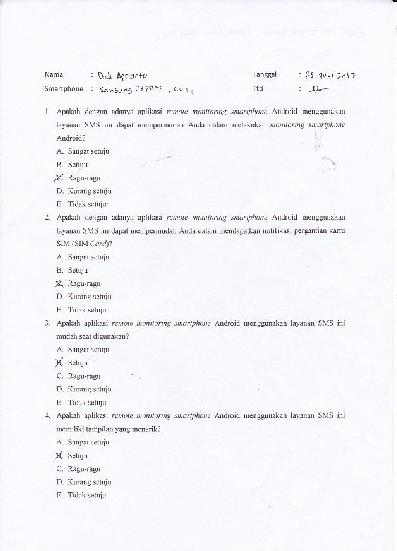 Nama : Agrianto Tanggal :
Smartphone : Samsung ttd :
1. Apakah dengan adanya aplikasi remote monitoring smartphone Android menggunakan
layanan SMS ini dapat mempermudah Anda dalam melakukan monitoring smartphone
Android?
A. Sangat setuju
B. Setuju
C. Ragu-ragu
D. Kurang setuju
E. Tidak setuju
2. Apakah dengan adanya aplikasi remote monitoring smartphone Android menggunakan
layanan SMS ini dapat mempermudah Anda dalam mendapatkan notifikasi pergantian kartu
SIM (SIM Card)?
A. Sangat setuju
B. Setuju
C. Ragu-ragu
D. Kurang setuju
E. Tidak setuju
3. Apakah aplikasi remote monitoring smartphone Android menggunakan layanan SMS ini
mudah saat digunakan?
A. Sangat setuju
B. Setuju
C. Ragu-ragu
D. Kurang setuju
E. Tidak setuju
4. Apakah aplikasi remote monitoring smartphone Android menggunakan layanan SMS ini
memiliki tampilan yang menarik?
A. Sangat setuju
B. Setuju
C. Ragu-ragu
D. Kurang setuju
E. Tidak setuju